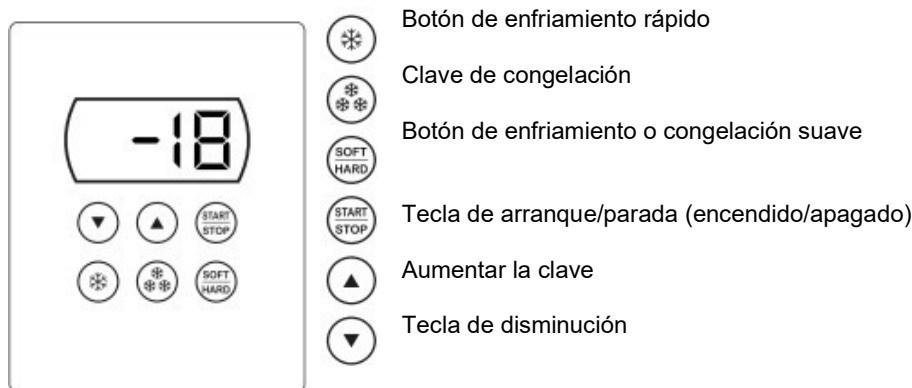 Botón de enfriamiento rápido
Clave de congelación
Botón de enfriamiento o congelación suave
SOFT
HARD
START
STOP
Tecla de arranque/parada (encendido/apagado)
Aumentar la clave
Tecla de disminución
-18
START
STOP
SOFT
HARD